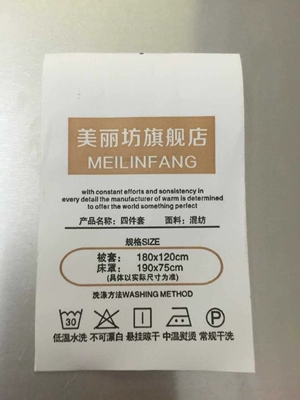 美丽坊旗舰店
MEILINFANG
with constant efforts and sonsistency in
every detail the manufacturer of warm is determined
to offer the world something perfect
产品名称：四件套 面料：混纺
规格SIZE
被套：180x120cm
床罩：190x75cm
（具体以实际尺寸为准）
洗涤方法WASHING METHOD
30 P
低温水洗 不可漂白 悬挂晾干 中温熨烫 常规干洗